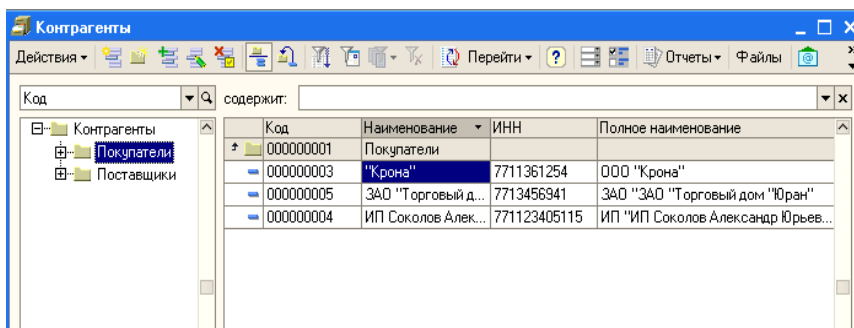 Контрагенты
Действия Перейти ? Отчеты Файлы @
Код содержит:
Контрагенты
Покупатели
Поставщики
Код Наименование ИНН Полное наименование
000000001 Покупатели
000000003 "Крона" 7711361254 ООО "Крона"
000000005 ЗАО "Торговый д... 7713456941 ЗАО "ЗАО "Торговый дом "Юран"
000000004 ИП Соколов Алек... 771123405115 ИП "ИП Соколов Александр Юрьев...